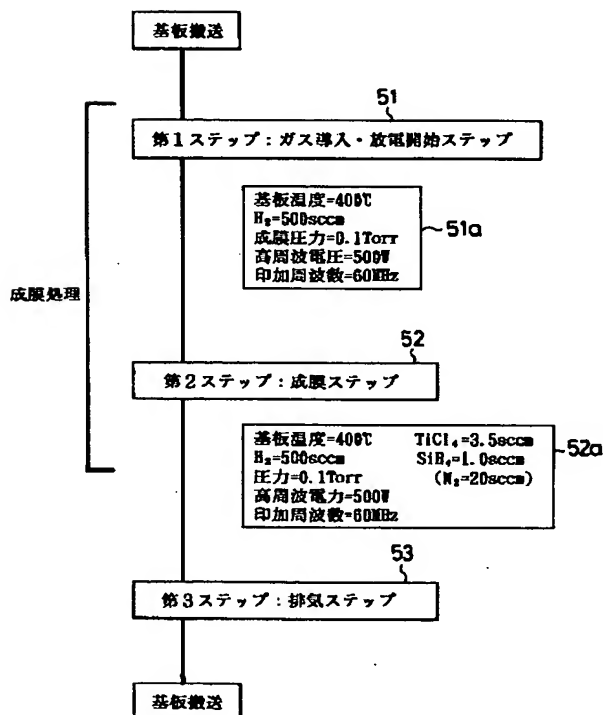 基板搬送
51
第1ステップ：ガス導入・放電開始ステップ
基板温度=400℃
H₂=500sccm
成膜圧力=0.1Torr
高周波電圧=500W
印加周波数=60MHz
51a
成膜処理
52
第2ステップ：成膜ステップ
基板温度=400℃ TiCl₄=3.5sccm
H₂=500sccm SiH₄=1.0sccm
圧力=0.1Torr (N₂=20sccm)
高周波電力=500W
印加周波数=60MHz
52a
53
第3ステップ：排気ステップ
基板搬送